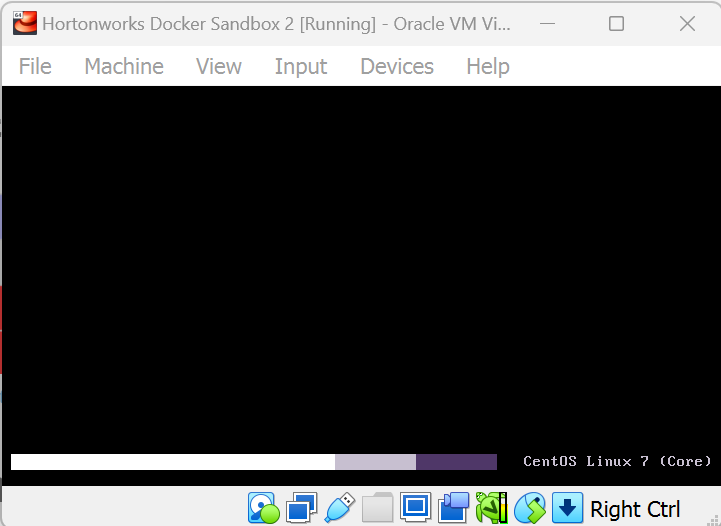 64
Hortonworks Docker Sandbox 2 [Running] - Oracle VM Vi...
File Machine View Input Devices Help
CentOS Linux 7 (Core)
Right Ctrl